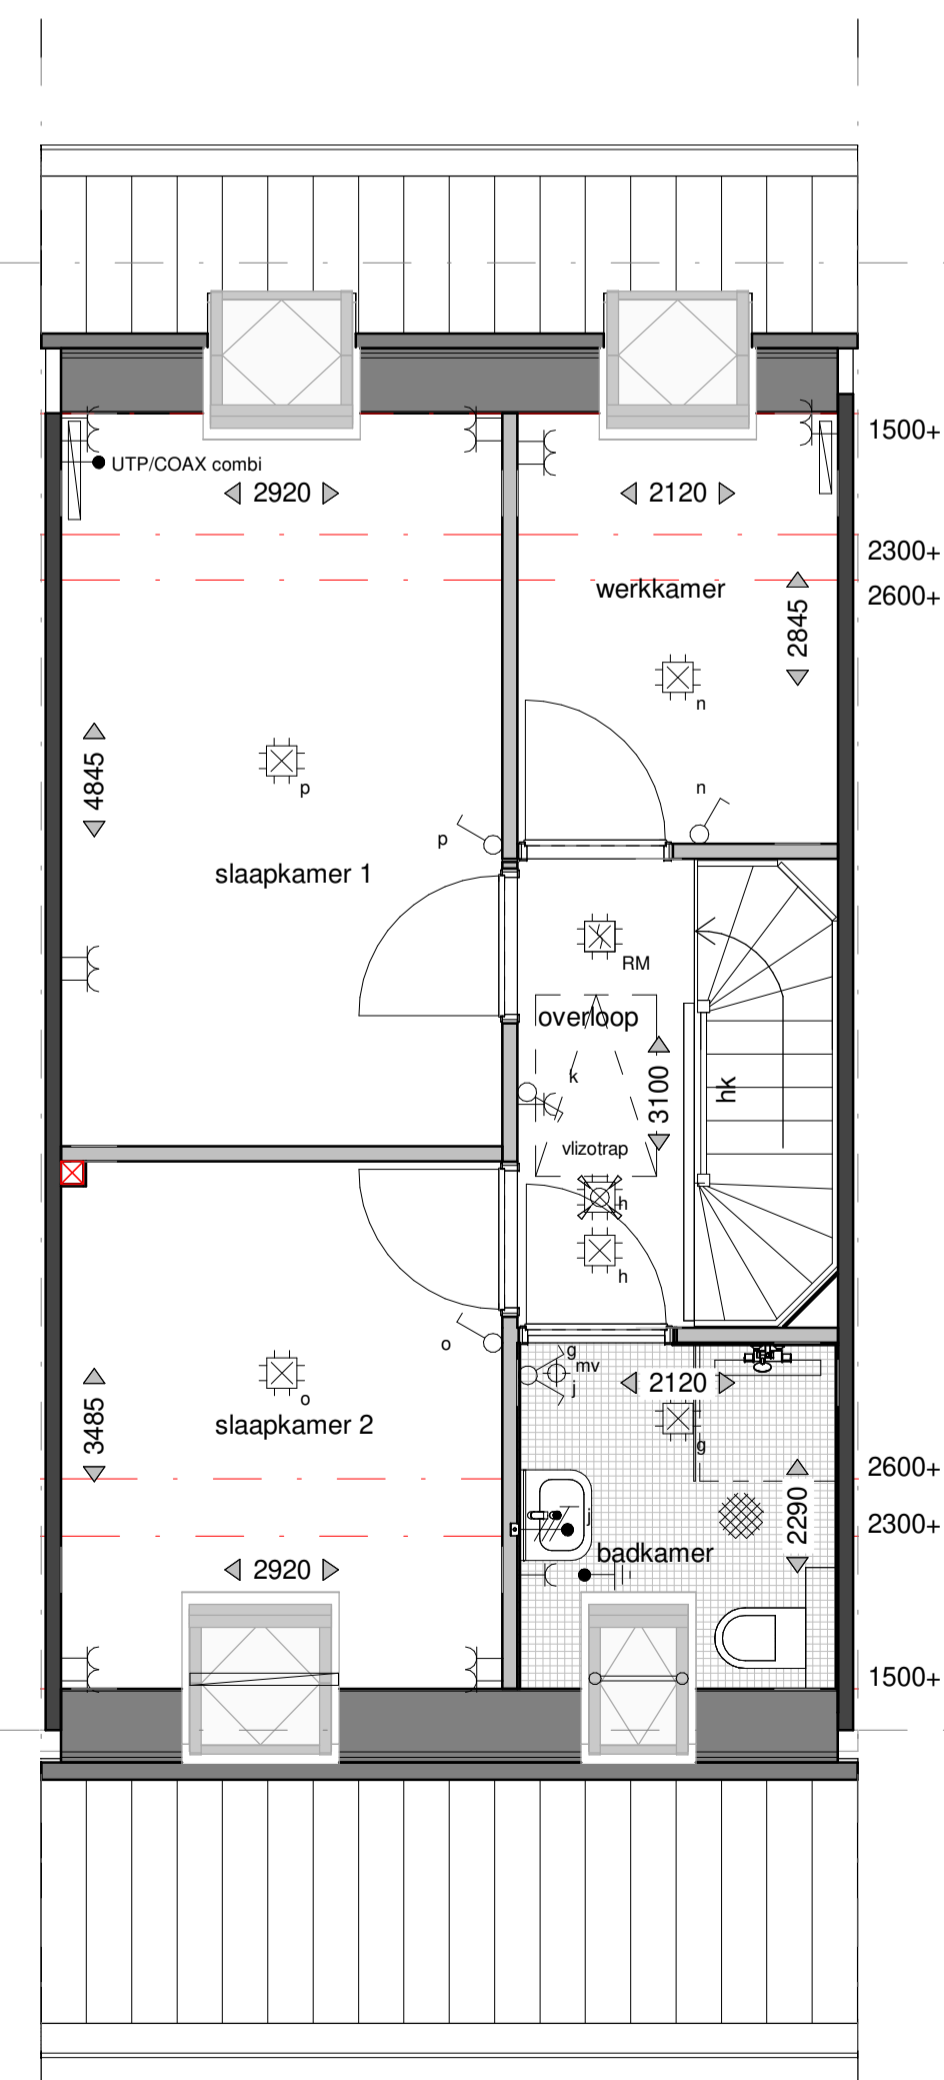 1500+
UTP/COAX combi
2920
2120
2300+
werkkamer
2600+
2845
n
4845
p
n
p
slaapkamer 1
RM
overloop
k
3100
hk
vlizotrap
h
h
o
g
mv
j
2120
o
g
3485
slaapkamer 2
2600+
2290
2300+
badkamer
2920
1500+